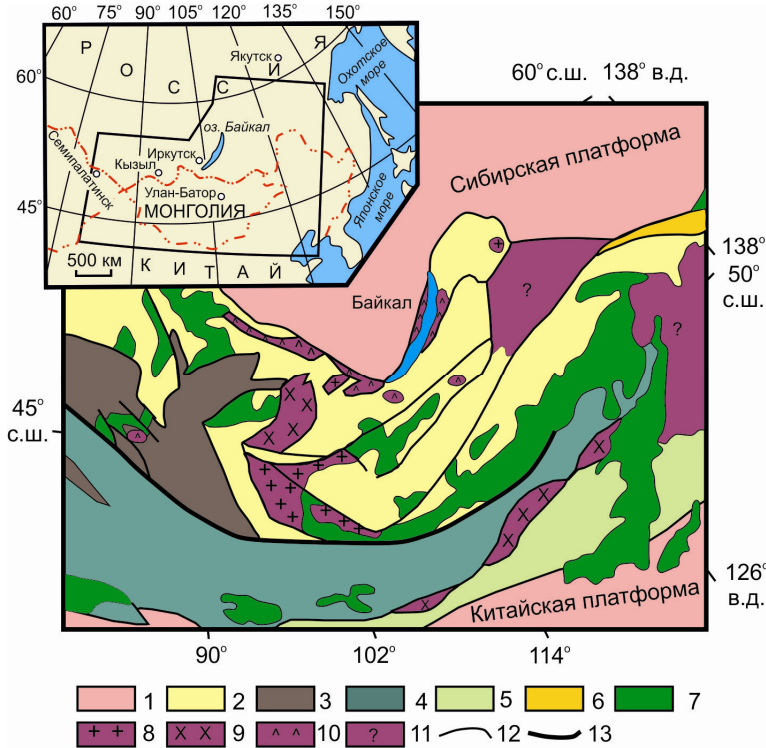 60° 75° 90° 105° 120° 135° 150°
РОССИЯ
Якутск
Охотское
море
60°
оз. Байкал
Иркутск
Кызыл
Семипалатинск
Улан-Батор
МОНГОЛИЯ
Японское
море
45°
500 км
КИТАЙ
60° с.ш. 138° в.д.
Сибирская платформа
138°
50°
с.ш.
Байкал
?
?
45°
с.ш.
126°
в.д.
Китайская платформа
90° 102° 114°
1 2 3 4 5 6 7
8 9 10 ? 11 12 13